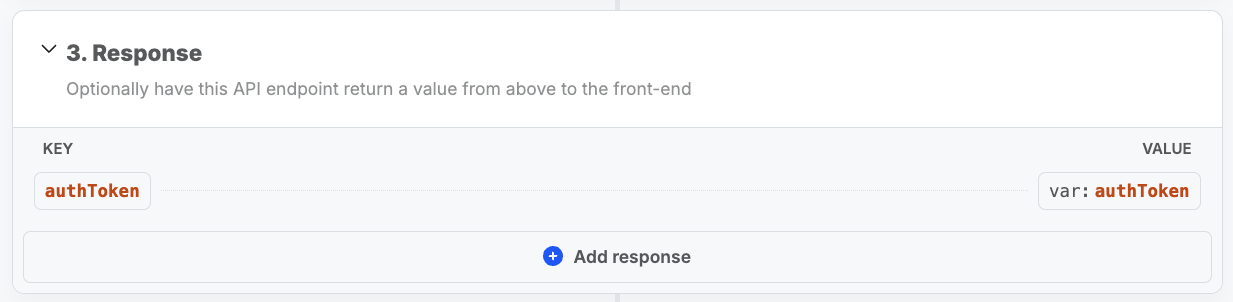 3. Response
Optionally have this API endpoint return a value from above to the front-end
KEY VALUE
authToken var: authToken
Add response